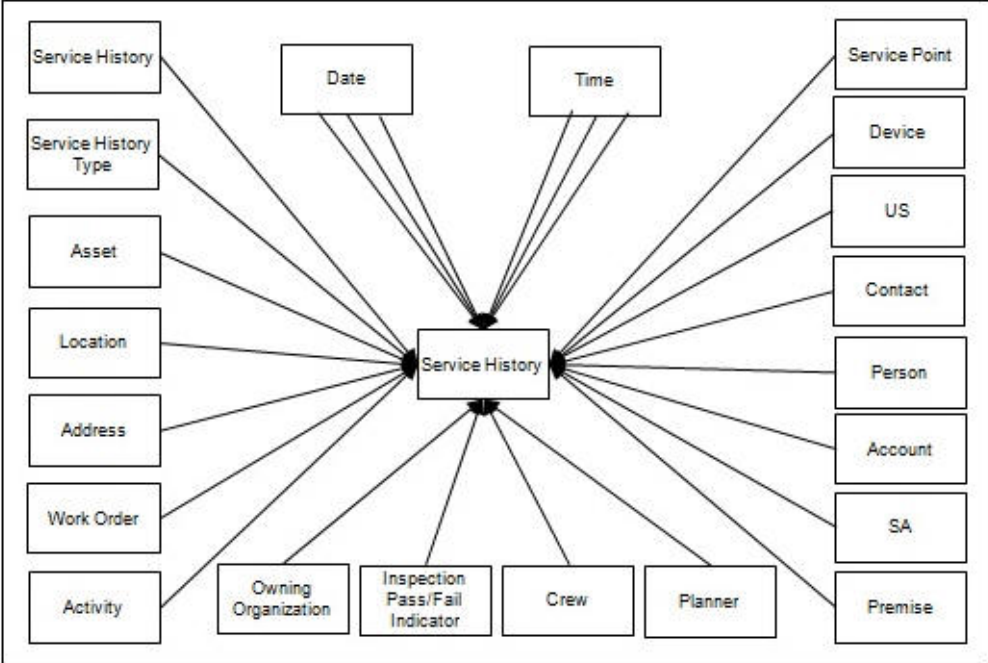 Service History
Service History
Type
Asset
Location
Address
Work Order
Activity
Date
Time
Service History
Owning
Organization
Inspection
Pass/Fail
Indicator
Crew
Planner
Service Point
Device
US
Contact
Person
Account
SA
Premise